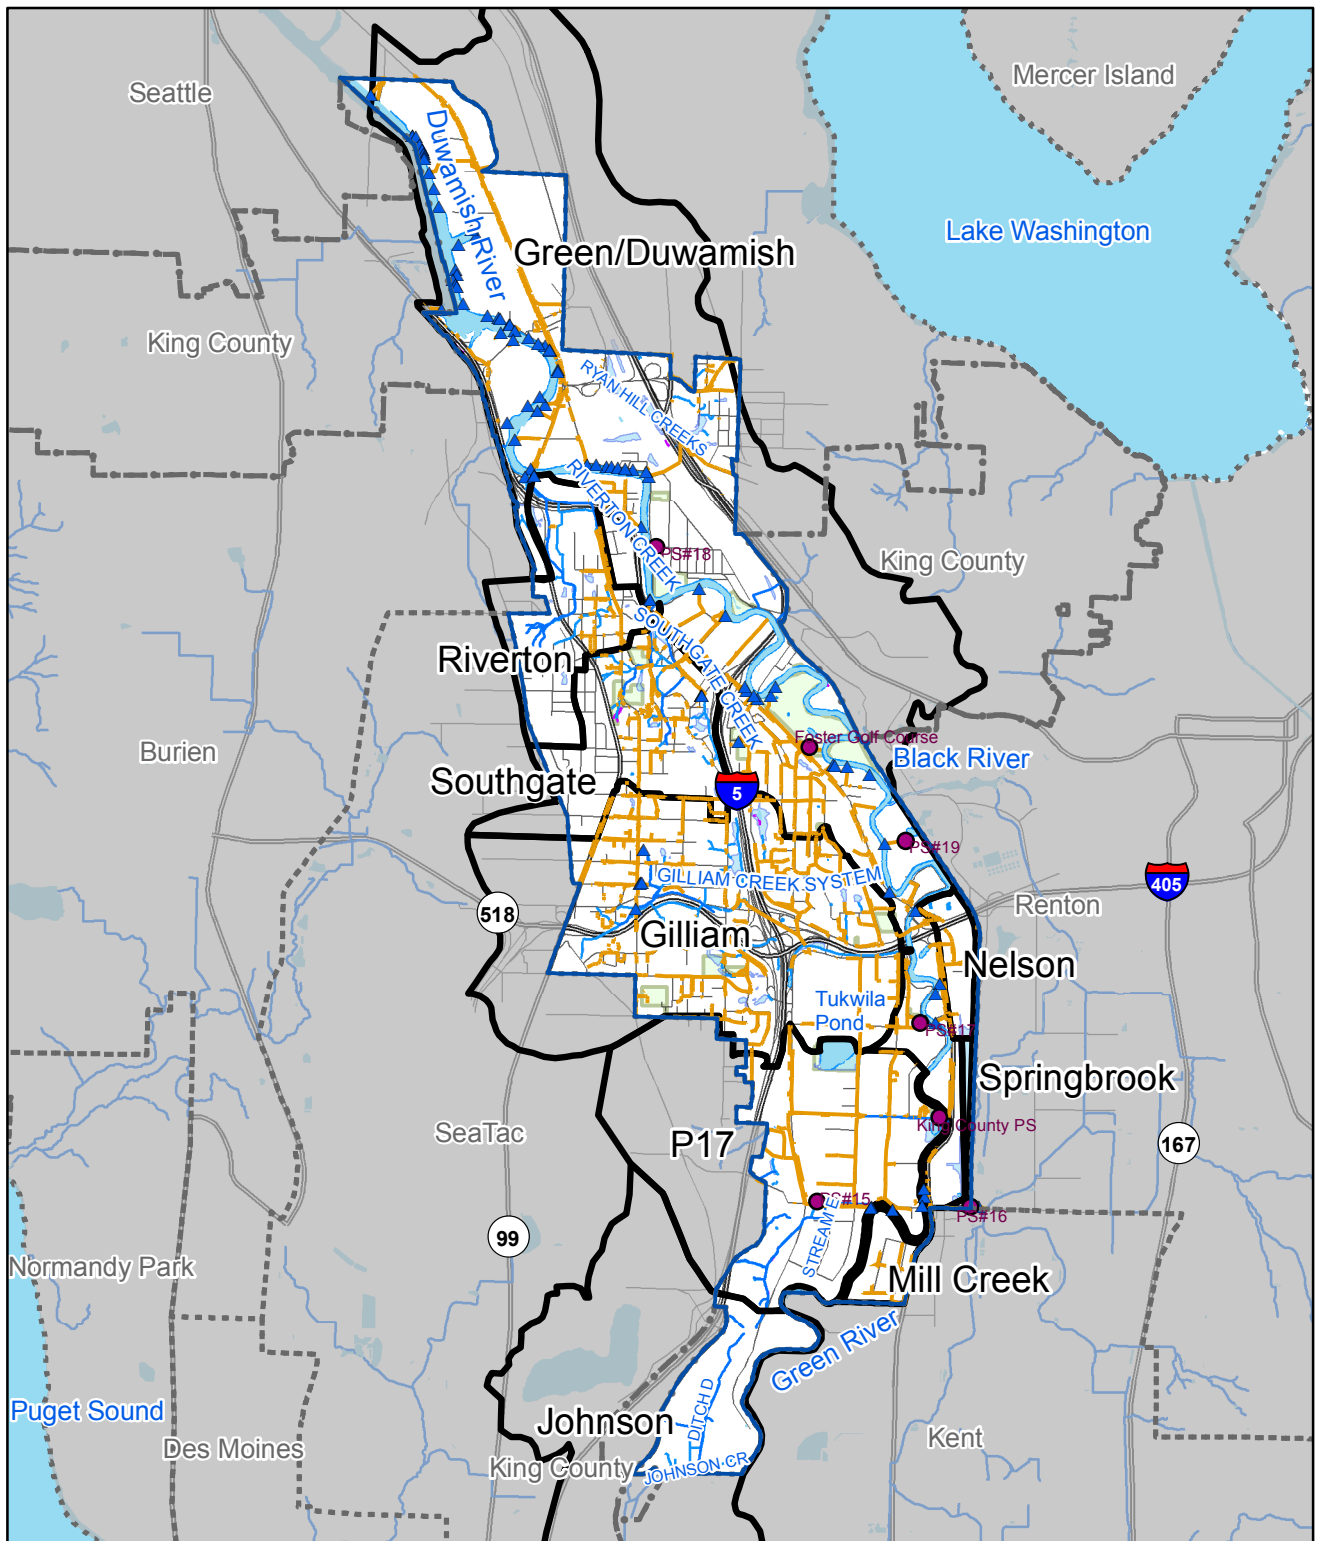 Mercer Island
Seattle
Duwamish River
Lake Washington
Green/Duwamish
King County
RYAN HILL CREEKS
RIVERTON CREEK
PS#18
King County
SOUTHGATE CREEK
Riverton
Foster Golf Course
Burien
Black River
Southgate
5
PS#19
GILLIAM CREEK SYSTEM
405
Renton
518
Gilliam
Nelson
Tukwila
Pond
PS#17
Springbrook
King County PS
SeaTac
P17
167
PS#15
PS#16
STREAM E
99
Normandy Park
Mill Creek
Green River
Puget Sound
DITCH D
Johnson
Des Moines
Kent
King County
JOHNSON CR